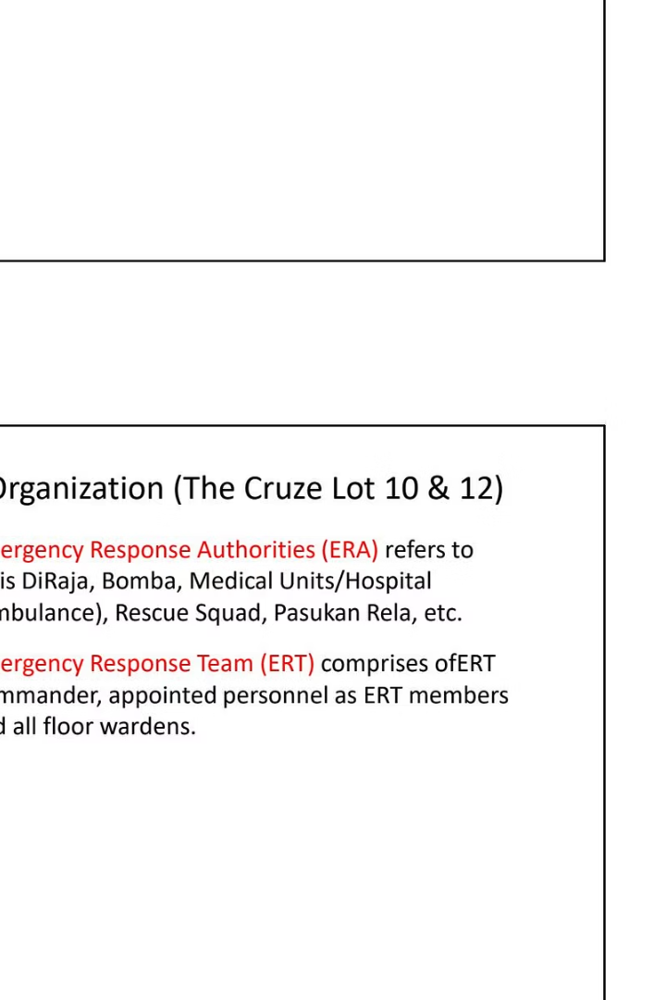 Organization (The Cruze Lot 10 & 12)
ergency Response Authorities (ERA) refers to
is DiRaja, Bomba, Medical Units/Hospital
mbulance), Rescue Squad, Pasukan Rela, etc.
ergency Response Team (ERT) comprises ofERT
mmander, appointed personnel as ERT members
d all floor wardens.